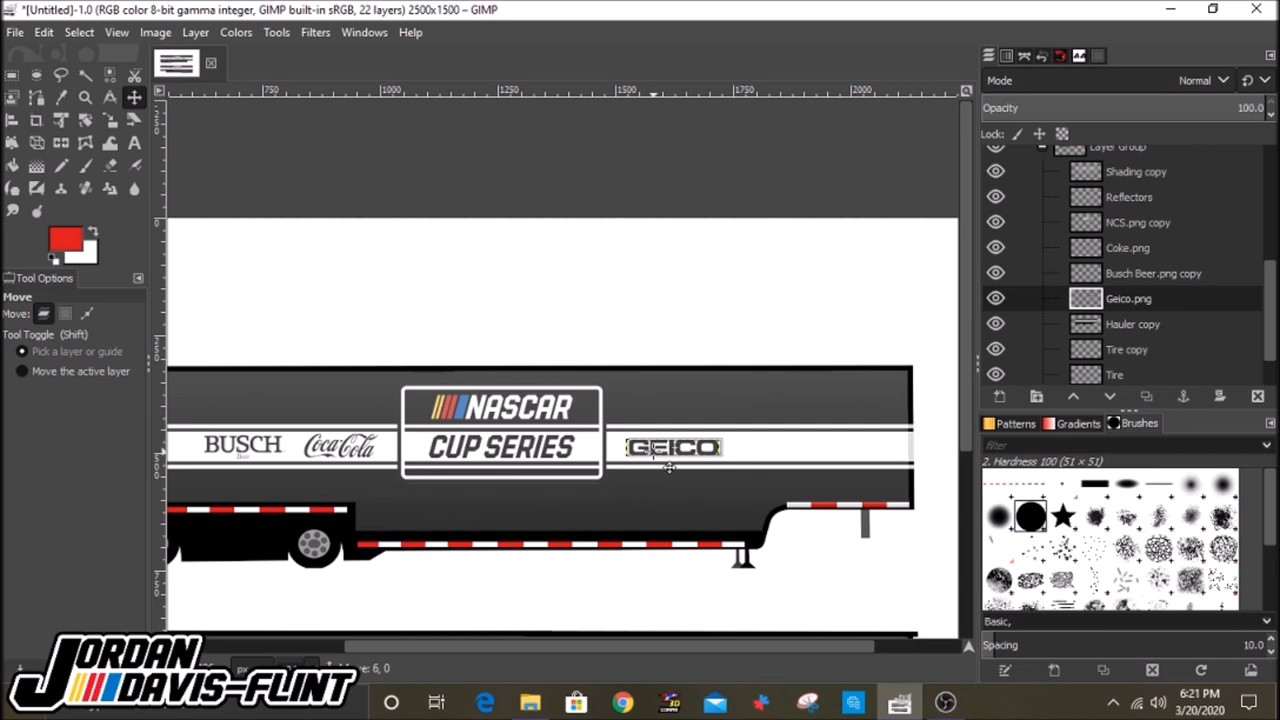 *[Untitled]-1.0 (RGB color 8-bit gamma integer, GIMP built-in sRGB, 22 layers) 2500x1500 – GIMP
File Edit Select View Image Layer Colors Tools Filters Windows Help
Mode Normal
Opacity 100.0
Lock:
Layer Group
Shading copy
Reflectors
NCS.png copy
Coke.png
Busch Beer.png copy
Geico.png
Hauler copy
Tire copy
Tire
Patterns Gradients Brushes
filter
2. Hardness 100 (51 × 51)
Basic,
Spacing 10.0
Tool Options
Move
Move:
Tool Toggle (Shift)
Pick a layer or guide
Move the active layer
750 1000 1250 1500 1750 2000
NASCAR
CUP SERIES
BUSCH
Beer
Coca-Cola
GEICO
Move: 6, 0
JORDAN
DAVIS-FLINT
6:21 PM
3/20/2020